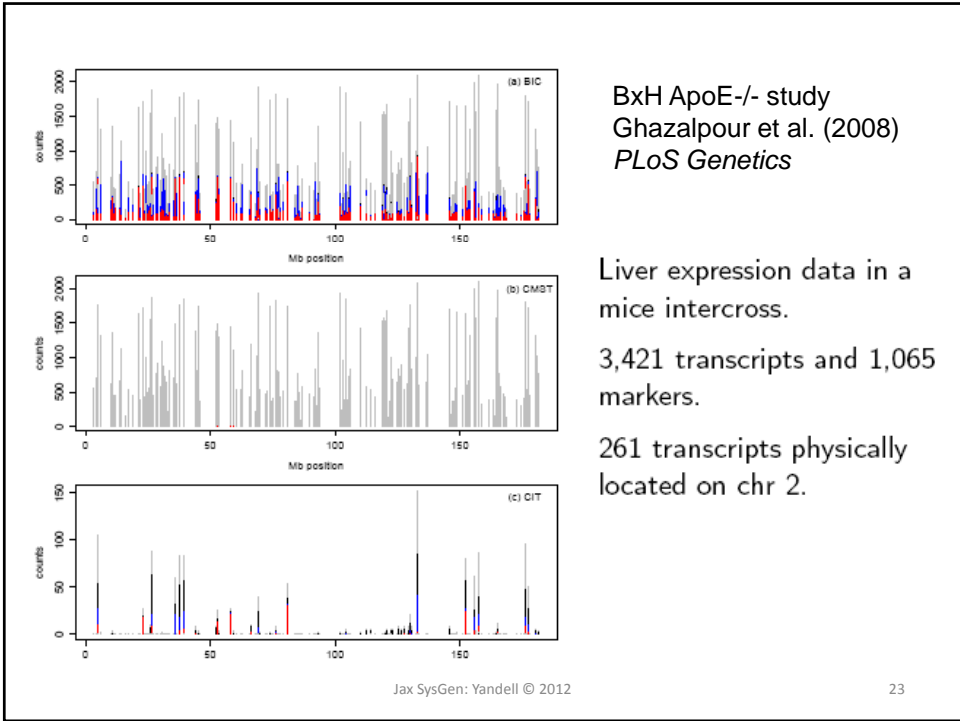 (a) BIC
counts
0 500 1000 1500 2000
0 50 100 150
Mb position
(b) CMST
counts
0 500 1000 1500 2000
0 50 100 150
Mb position
(c) CIT
counts
0 50 100 150
0 50 100 150
BxH ApoE-/- study
Ghazalpour et al. (2008)
PLoS Genetics
Liver expression data in a
mice intercross.
3,421 transcripts and 1,065
markers.
261 transcripts physically
located on chr 2.
Jax SysGen: Yandell © 2012
23